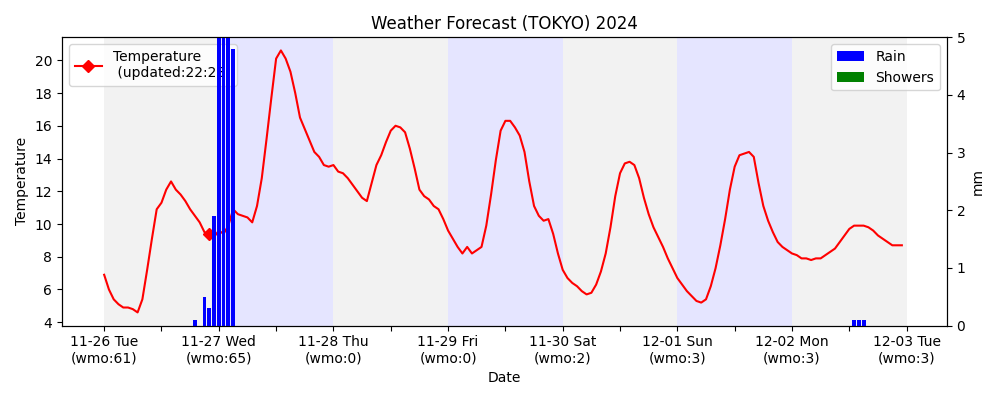 Weather Forecast (TOKYO) 2024
Temperature
(updated:22:2
Rain
Showers
20
18
16
14
12
10
8
6
4
Temperature
5
4
3
2
1
0
mm
11-26 Tue
(wmo:61)
11-27 Wed
(wmo:65)
11-28 Thu
(wmo:0)
11-29 Fri
(wmo:0)
11-30 Sat
(wmo:2)
12-01 Sun
(wmo:3)
12-02 Mon
(wmo:3)
12-03 Tue
(wmo:3)
Date